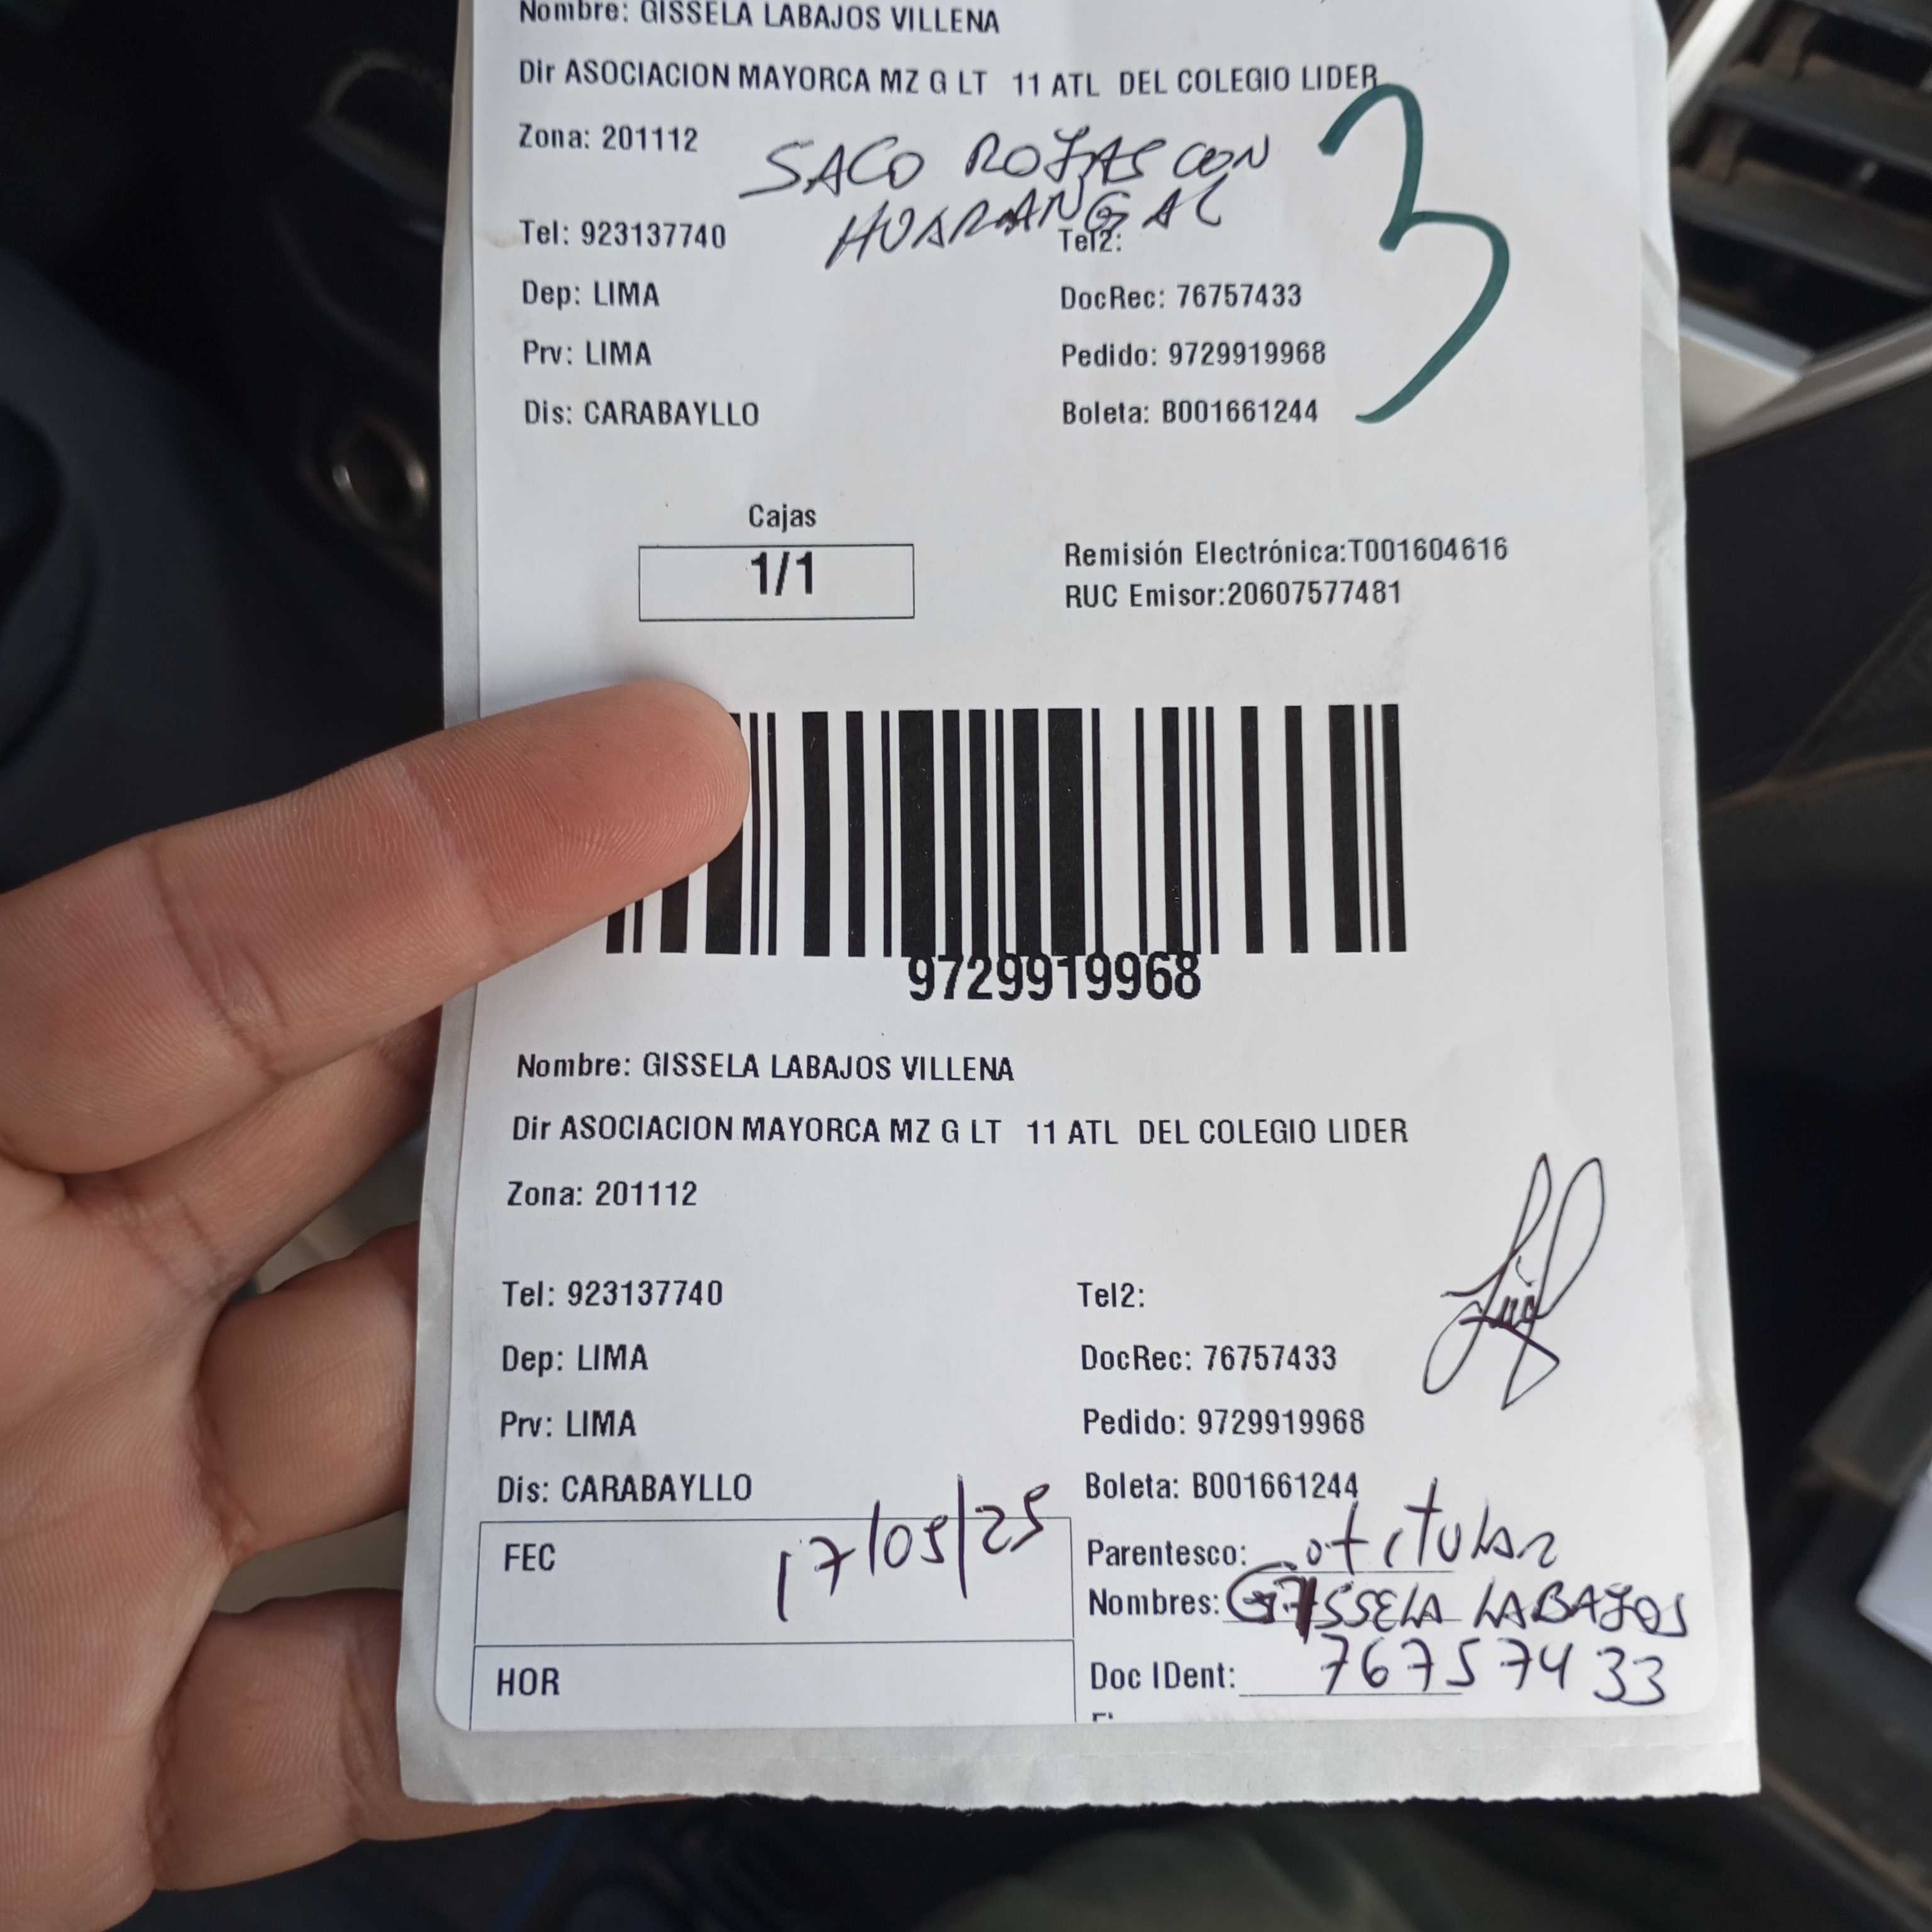 Nombre: GISSELA LABAJOS VILLENA
Dir ASOCIACION MAYORCA MZ G LT 11 ATL DEL COLEGIO LIDER
3
Zona: 201112
SACO ROJAS CON
HUARANGAL
Tel: 923137740 Tel2:
Dep: LIMA DocRec: 76757433
Prv: LIMA Pedido: 9729919968
Dis: CARABAYLLO Boleta: B001661244
Cajas
1/1
Remisión Electrónica:T001604616
RUC Emisor:20607577481
9729919968
Nombre: GISSELA LABAJOS VILLENA
Dir ASOCIACION MAYORCA MZ G LT 11 ATL DEL COLEGIO LIDER
Zona: 201112
Tel: 923137740 Tel2:
Dep: LIMA DocRec: 76757433
Prv: LIMA Pedido: 9729919968
Dis: CARABAYLLO Boleta: B001661244
FEC 17/05/25
Parentesco: titular
Nombres: GISSELA LABAJOS
HOR
Doc IDent: 76757433